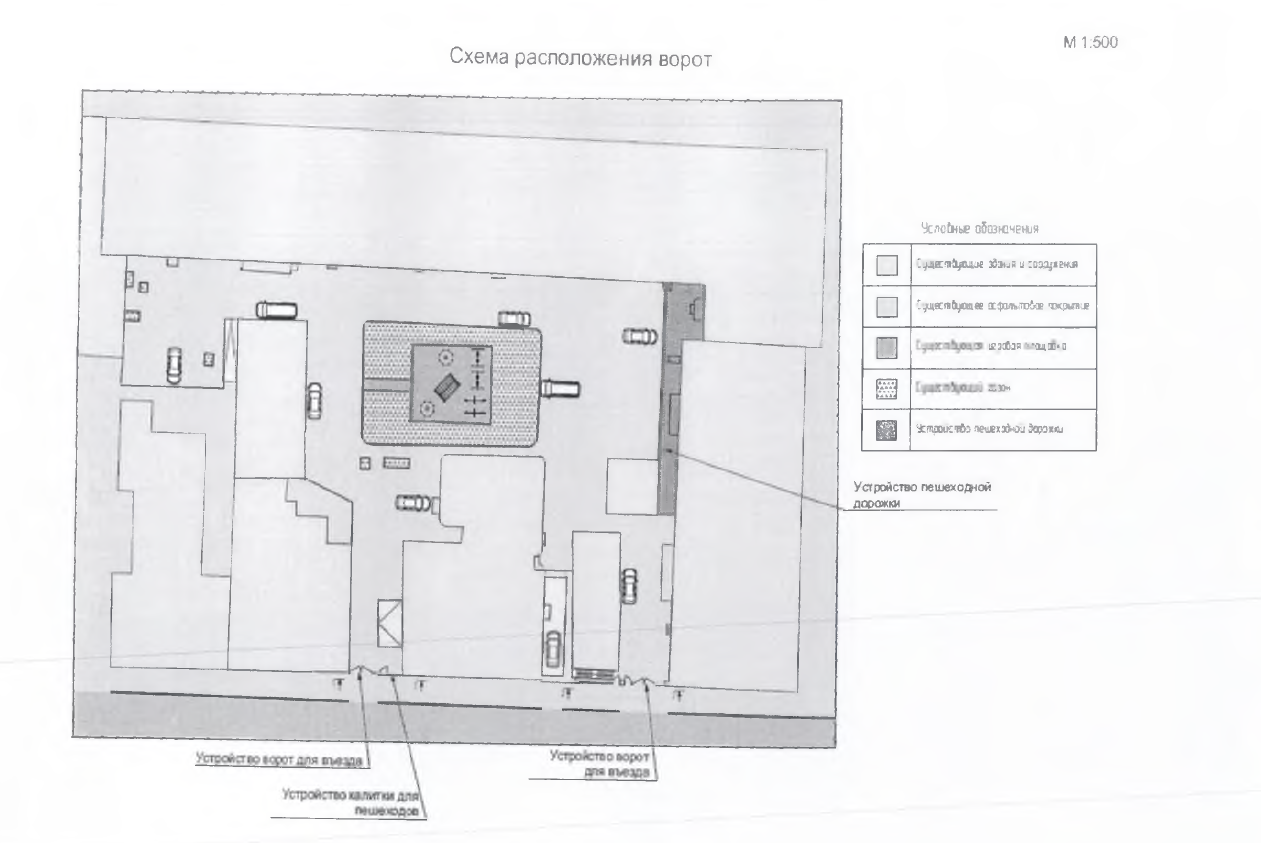 М 1:500
Схема расположения ворот
Условные обозначения
Существующие здания и сооружения
Существующее асфальтовое покрытие
Существующая игровая площадка
Существующий газон
Устройство пешеходной дорожки
Устройство пешеходной
дорожки
Устройство ворот для въезда
Устройство калитки для
пешеходов
Устройство ворот
для въезда